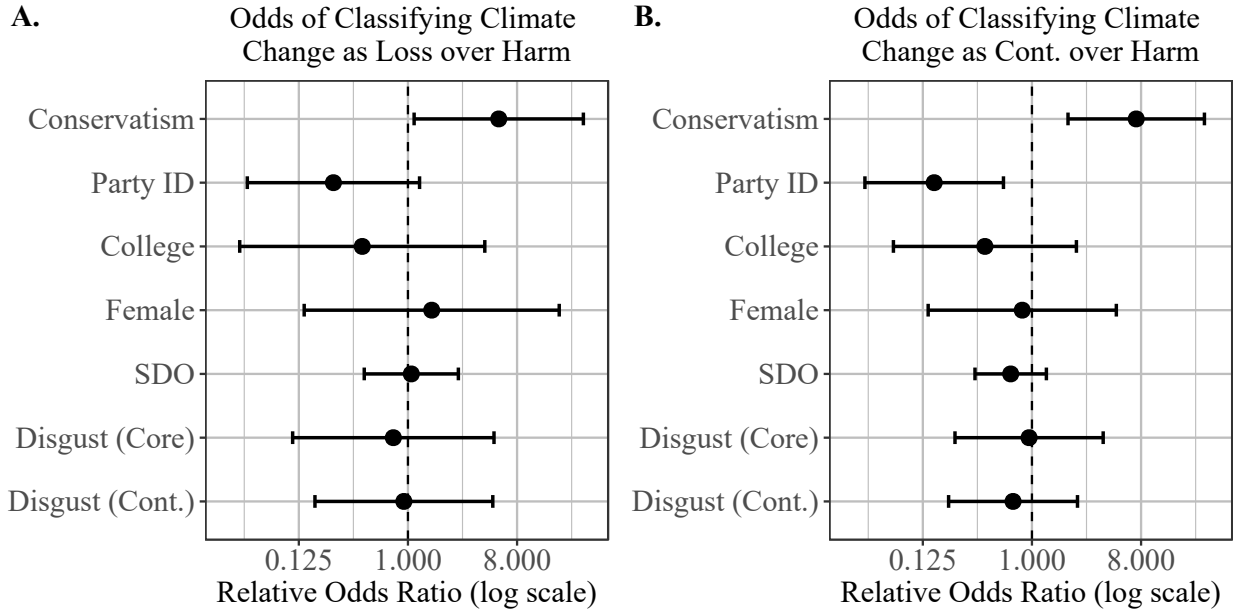 A.
Odds of Classifying Climate
Change as Loss over Harm
Conservatism
Party ID
College
Female
SDO
Disgust (Core)
Disgust (Cont.)
0.125 1.000 8.000
Relative Odds Ratio (log scale)
B.
Odds of Classifying Climate
Change as Cont. over Harm
Conservatism
Party ID
College
Female
SDO
Disgust (Core)
Disgust (Cont.)
0.125 1.000 8.000
Relative Odds Ratio (log scale)